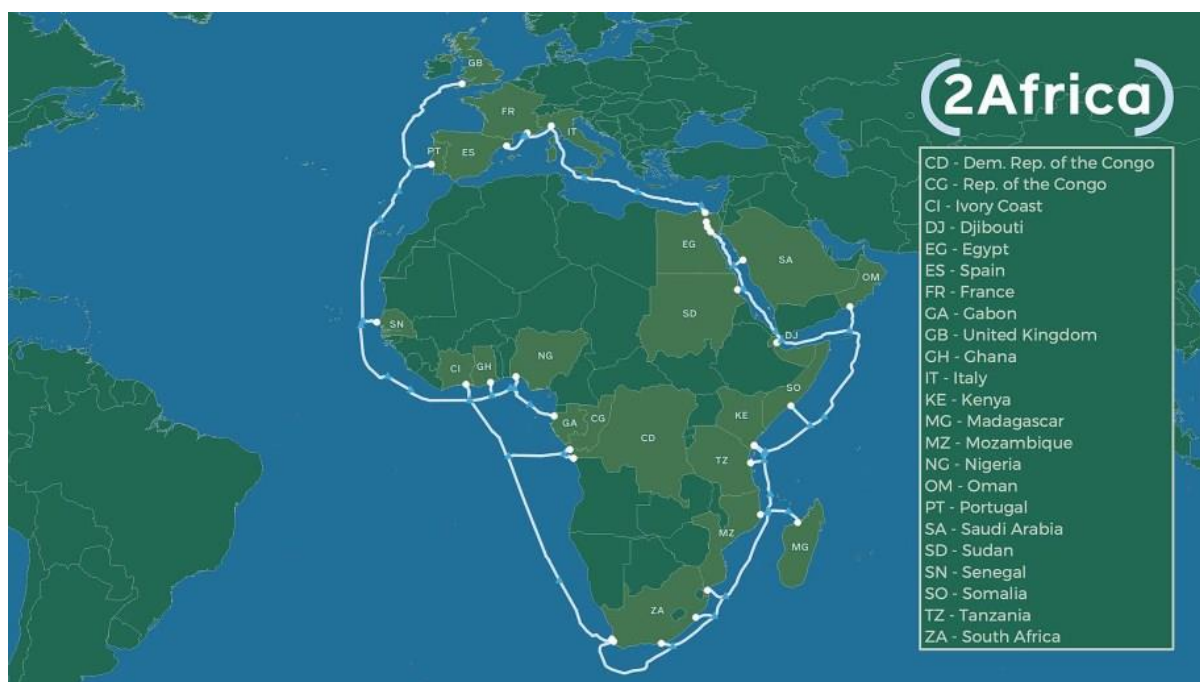 (2Africa)
CD - Dem. Rep. of the Congo
CG - Rep. of the Congo
CI - Ivory Coast
DJ - Djibouti
EG - Egypt
ES - Spain
FR - France
GA - Gabon
GB - United Kingdom
GH - Ghana
IT - Italy
KE - Kenya
MG - Madagascar
MZ - Mozambique
NG - Nigeria
OM - Oman
PT - Portugal
SA - Saudi Arabia
SD - Sudan
SN - Senegal
SO - Somalia
TZ - Tanzania
ZA - South Africa
GB
FR
IT
PT
ES
EG
SA
OM
SD
SN
DJ
NG
CI
GH
SO
KE
GA
CG
CD
TZ
MZ
MG
ZA